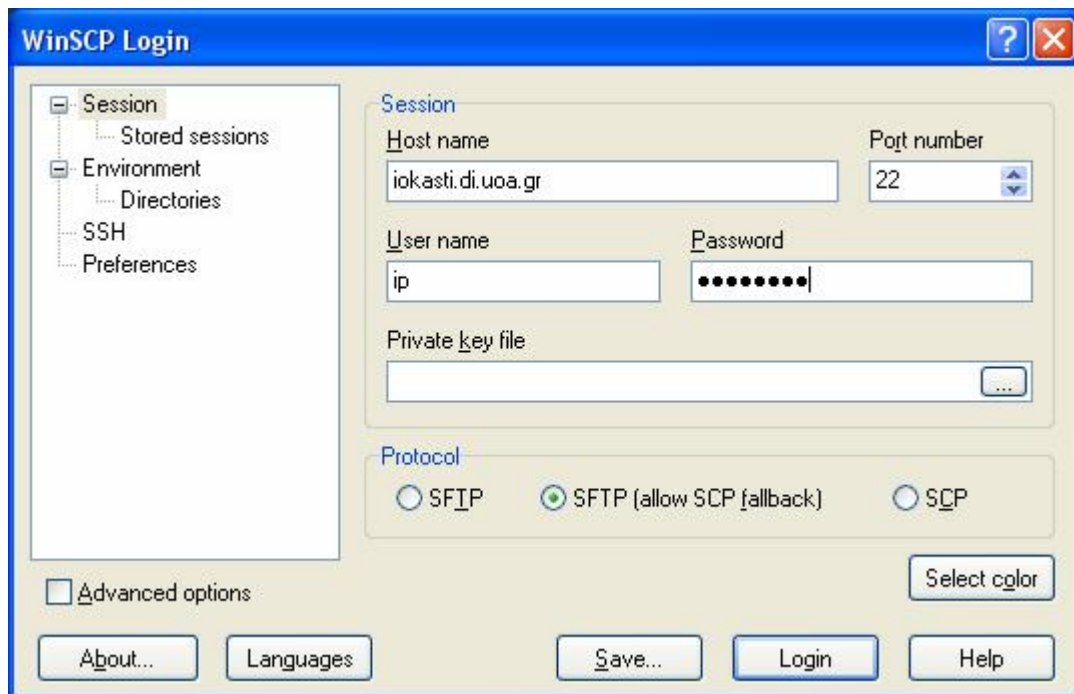 WinSCP Login
Session
Stored sessions
Environment
Directories
SSH
Preferences
Session
Host name
Port number
iokasti.di.uoa.gr
22
User name
Password
ip
••••••••
Private key file
...
Protocol
SFTP
SFTP (allow SCP fallback)
SCP
Select color
Advanced options
About...
Languages
Save...
Login
Help